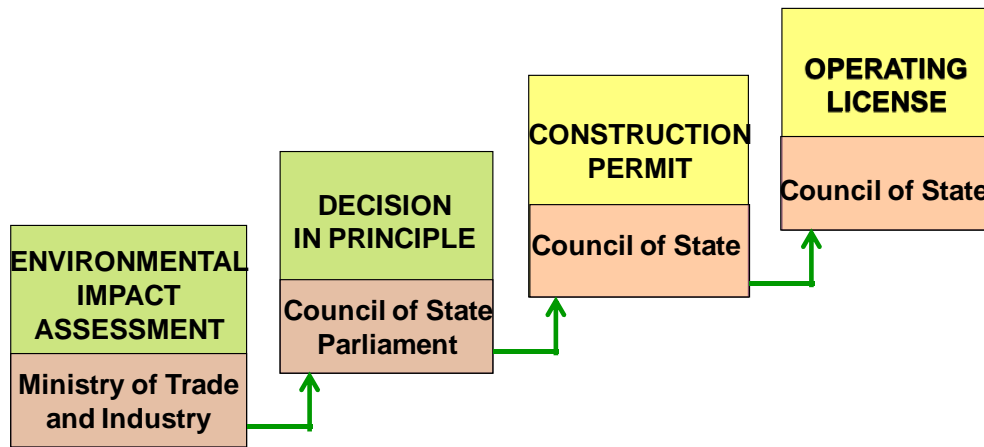 ENVIRONMENTAL
IMPACT
ASSESSMENT
Ministry of Trade
and Industry
DECISION
IN PRINCIPLE
Council of State
Parliament
CONSTRUCTION
PERMIT
Council of State
OPERATING
LICENSE
Council of State